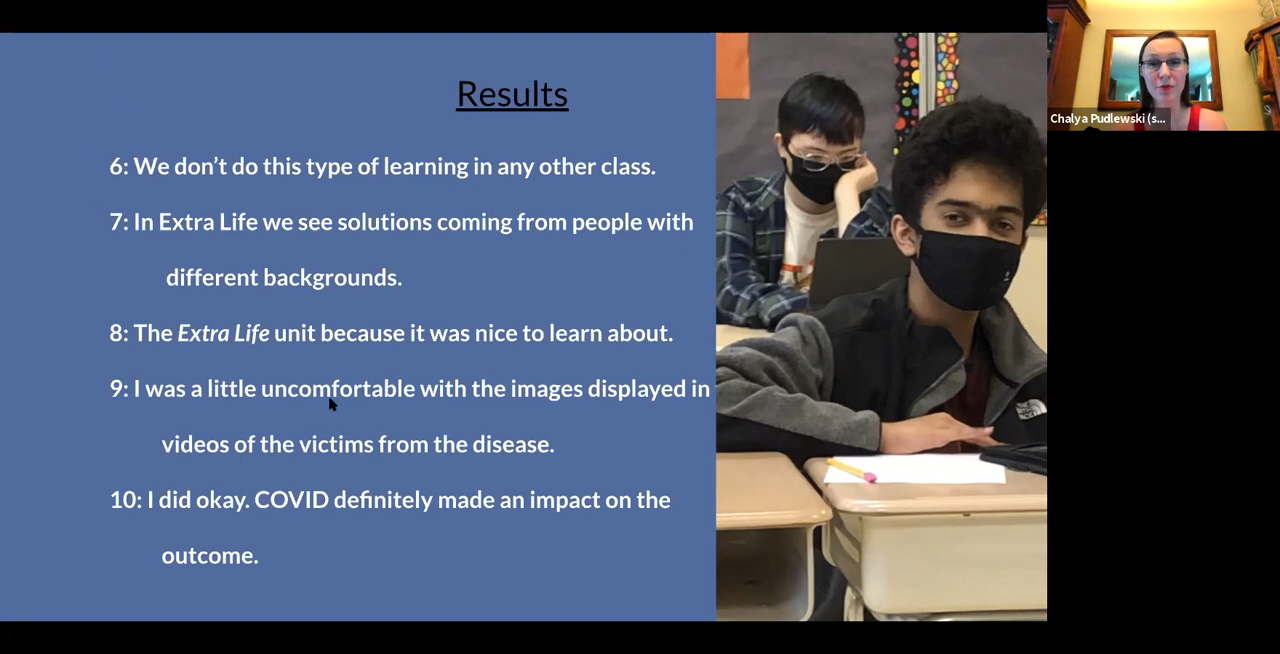 Results
6: We don’t do this type of learning in any other class.
7: In Extra Life we see solutions coming from people with
different backgrounds.
8: The Extra Life unit because it was nice to learn about.
9: I was a little uncomfortable with the images displayed in
videos of the victims from the disease.
10: I did okay. COVID definitely made an impact on the
outcome.
Chalya Pudlewski (s...